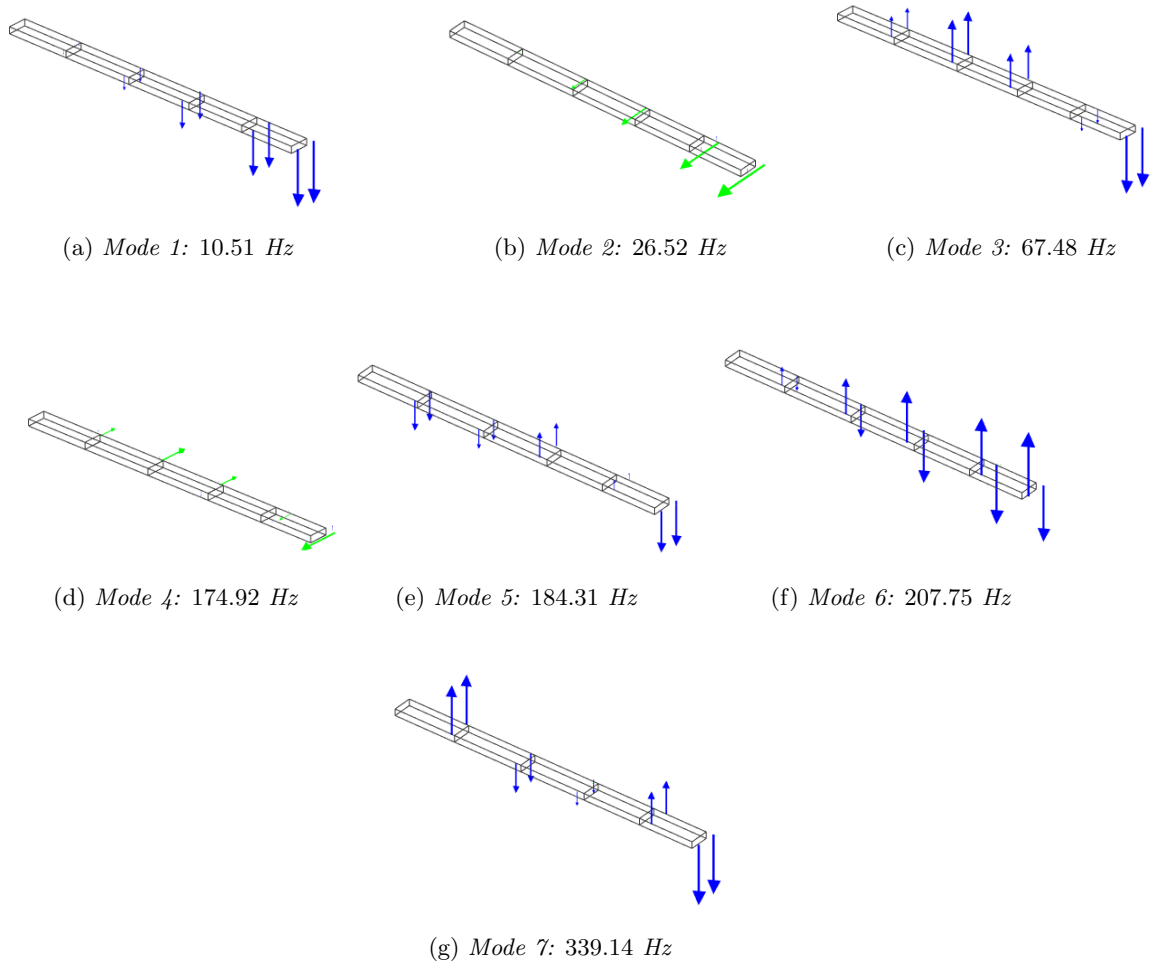 (a) Mode 1: 10.51 Hz
(b) Mode 2: 26.52 Hz
(c) Mode 3: 67.48 Hz
(d) Mode 4: 174.92 Hz
(e) Mode 5: 184.31 Hz
(f) Mode 6: 207.75 Hz
(g) Mode 7: 339.14 Hz